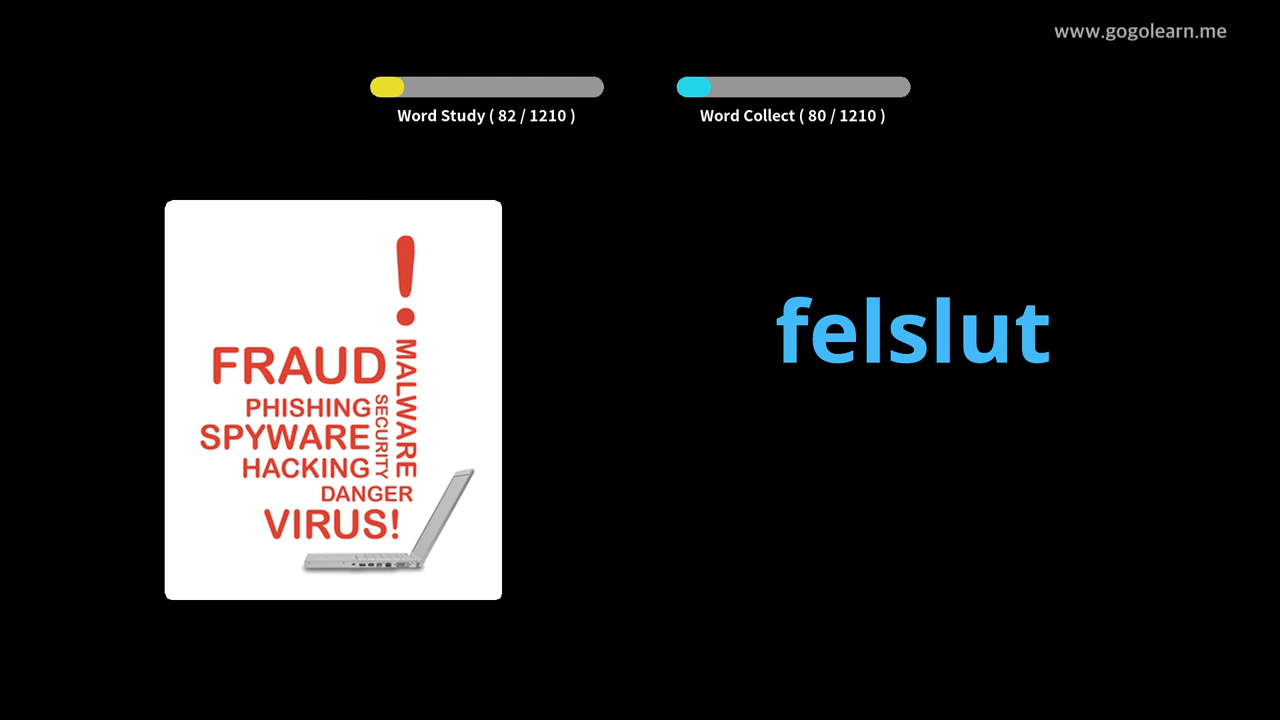 www.gogolearn.me
Word Study ( 82 / 1210 )
Word Collect ( 80 / 1210 )
!
FRAUD
PHISHING
SPYWARE
HACKING
DANGER
VIRUS!
SECURITY
MALWARE
felslut